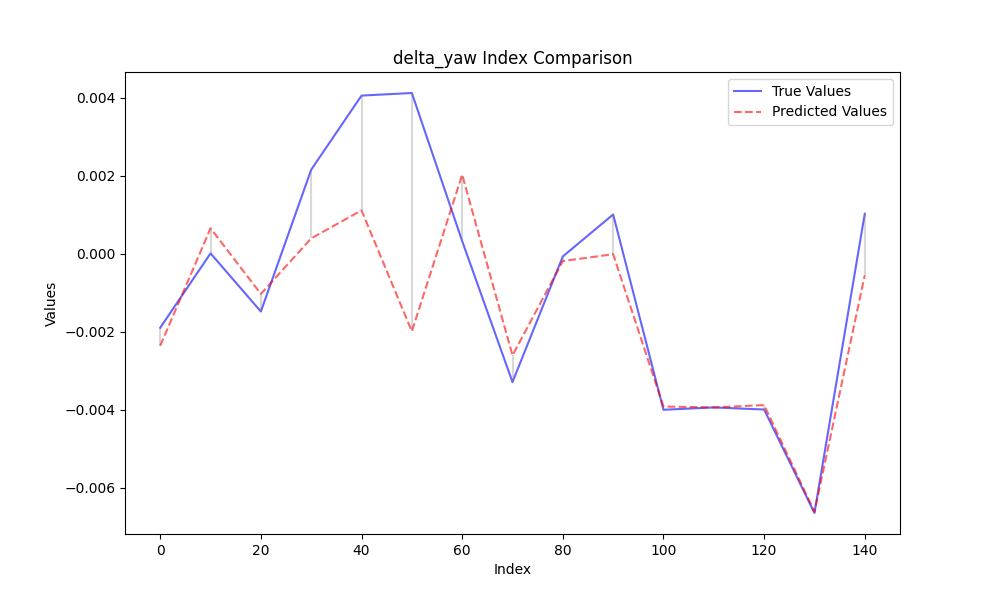 delta_yaw Index Comparison
True Values
Predicted Values
0.004
0.002
0.000
−0.002
−0.004
−0.006
Values
0 20 40 60 80 100 120 140
Index